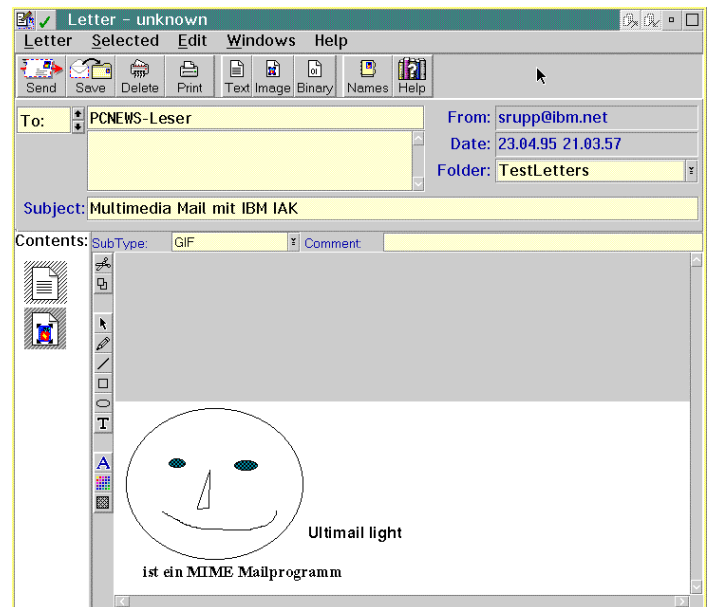 Letter – unknown
Letter Selected Edit Windows Help
Send Save Delete Print Text Image Binary Names Help
To: PCNEWS-Leser
From: srupp@ibm.net
Date: 23.04.95 21.03.57
Folder: TestLetters
Subject: Multimedia Mail mit IBM IAK
Contents: SubType: GIF Comment:
T
A
Ultimail light
ist ein MIME Mailprogramm